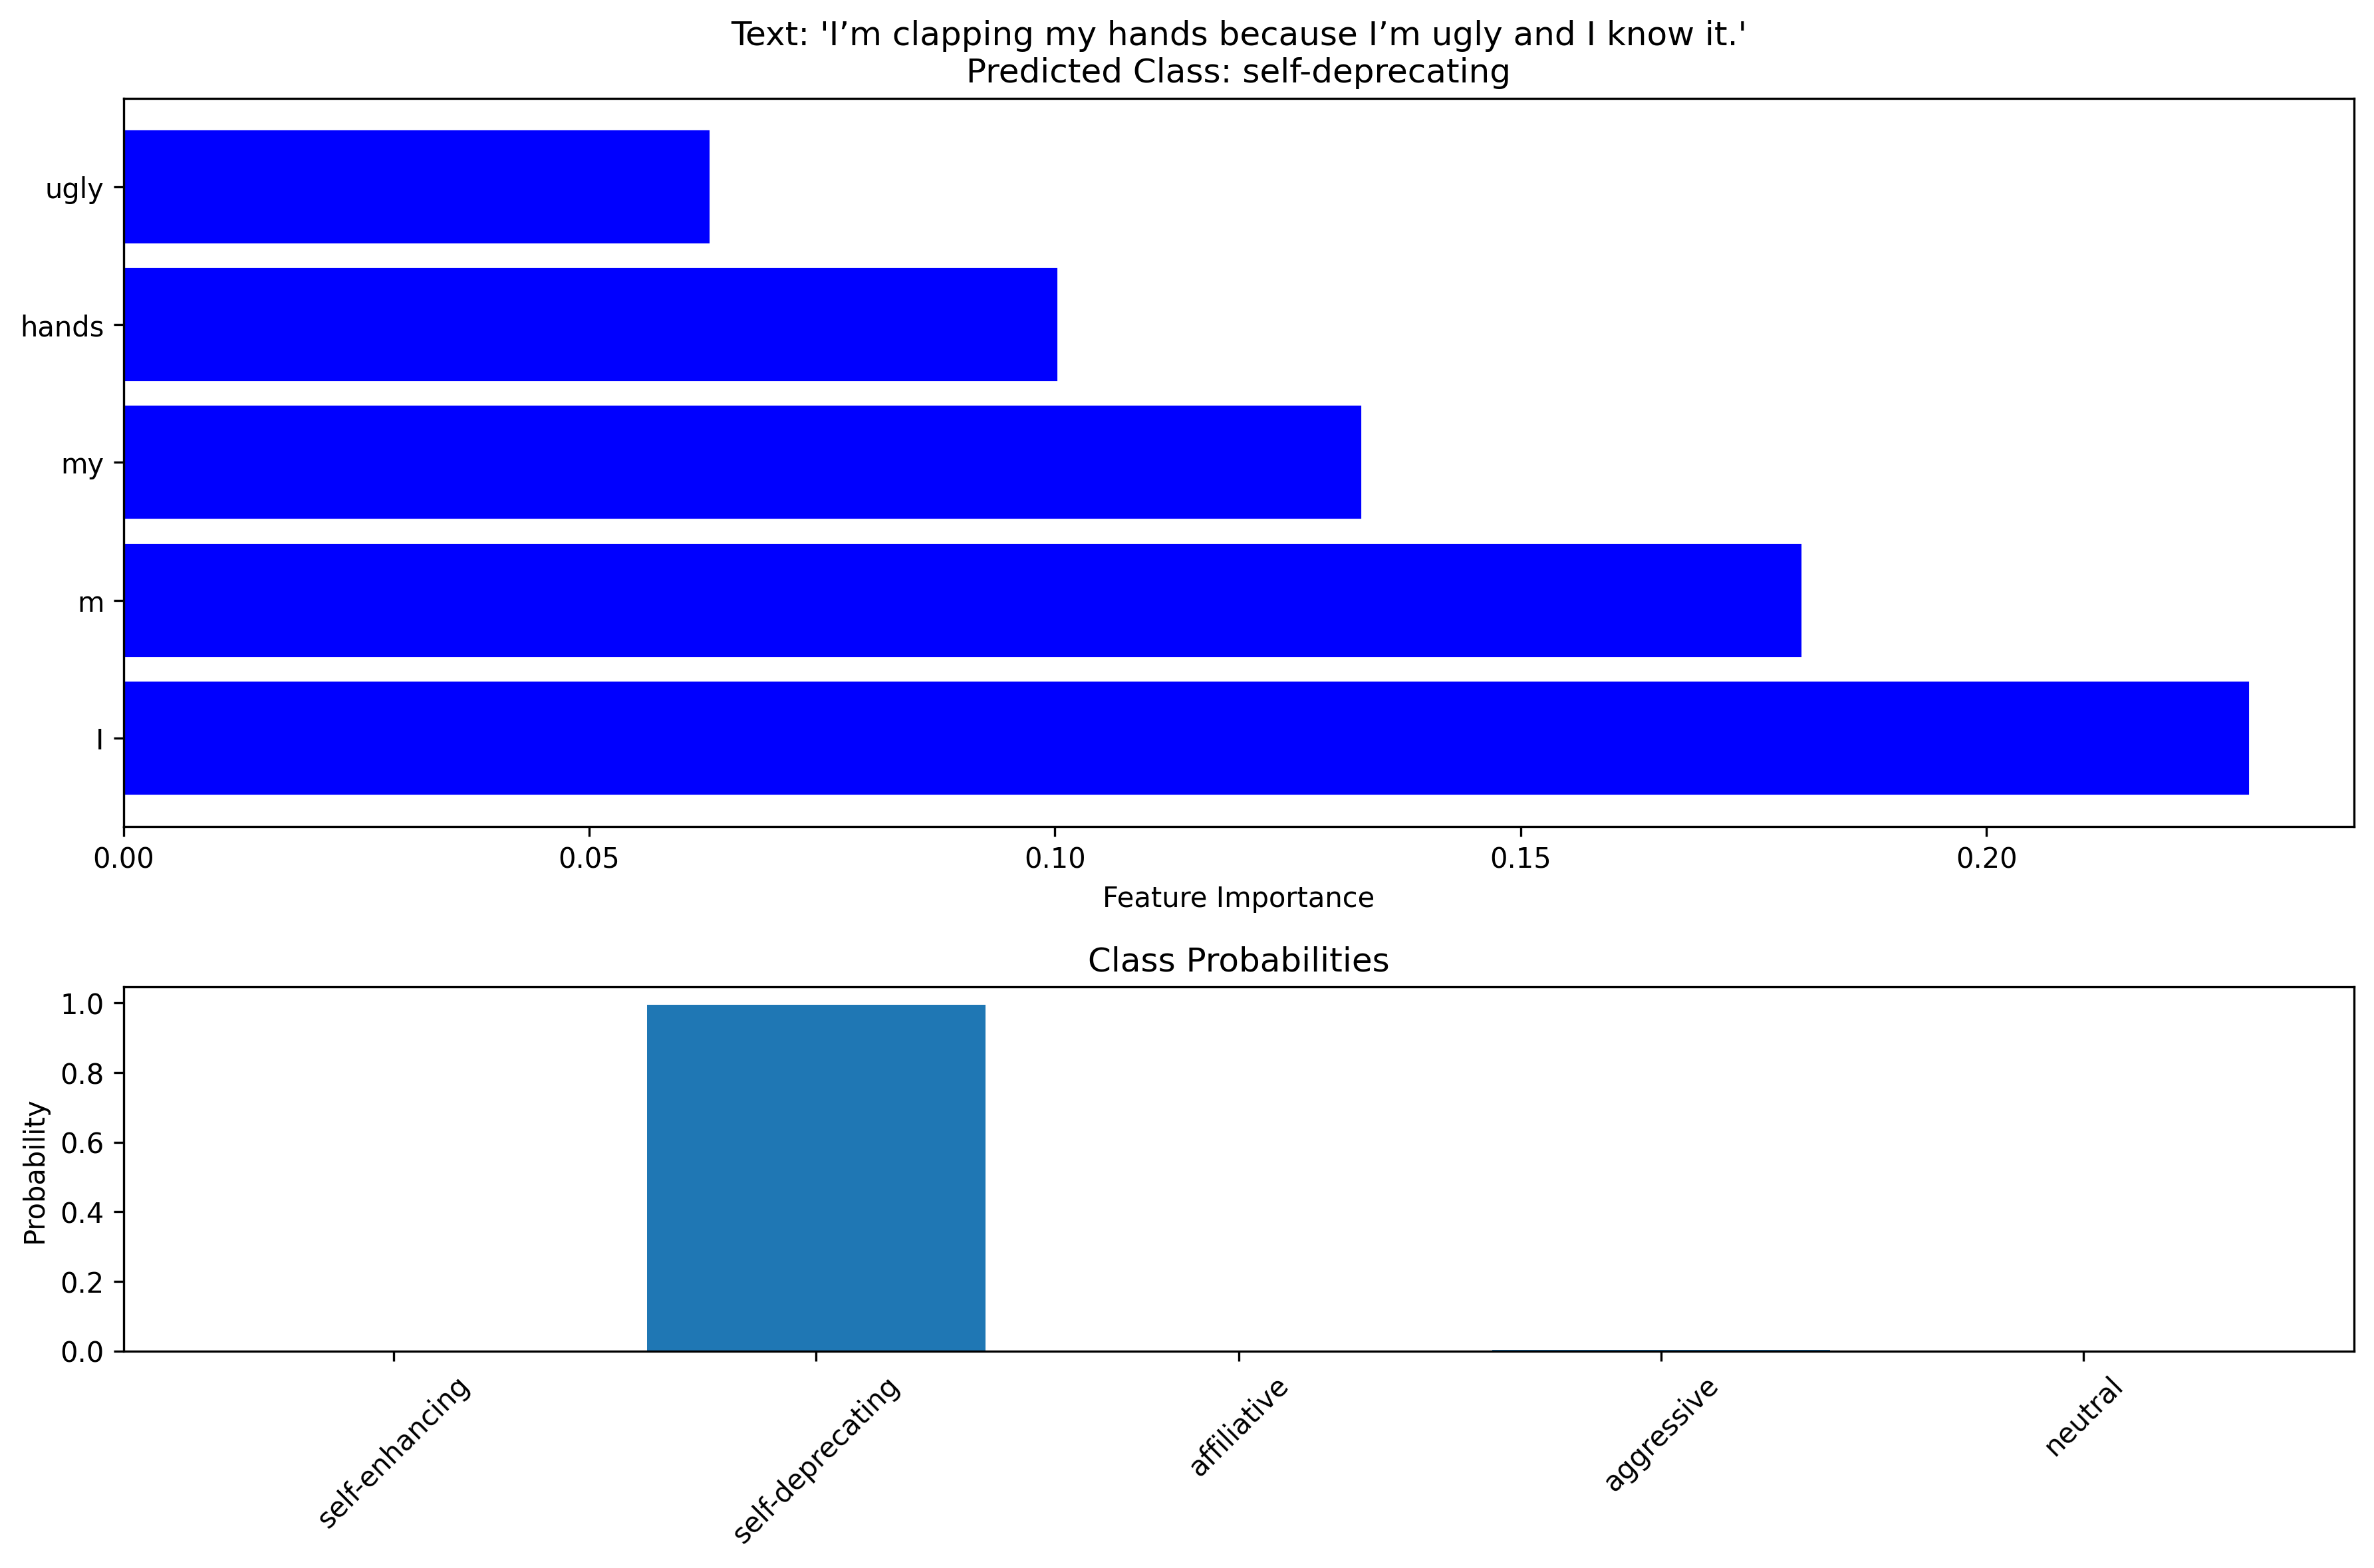 Text: 'I’m clapping my hands because I’m ugly and I know it.'
Predicted Class: self-deprecating
ugly
hands
my
m
I
0.00 0.05 0.10 0.15 0.20
Feature Importance
Class Probabilities
1.0
0.8
0.6
0.4
0.2
0.0
Probability
self-enhancing self-deprecating affiliative aggressive neutral